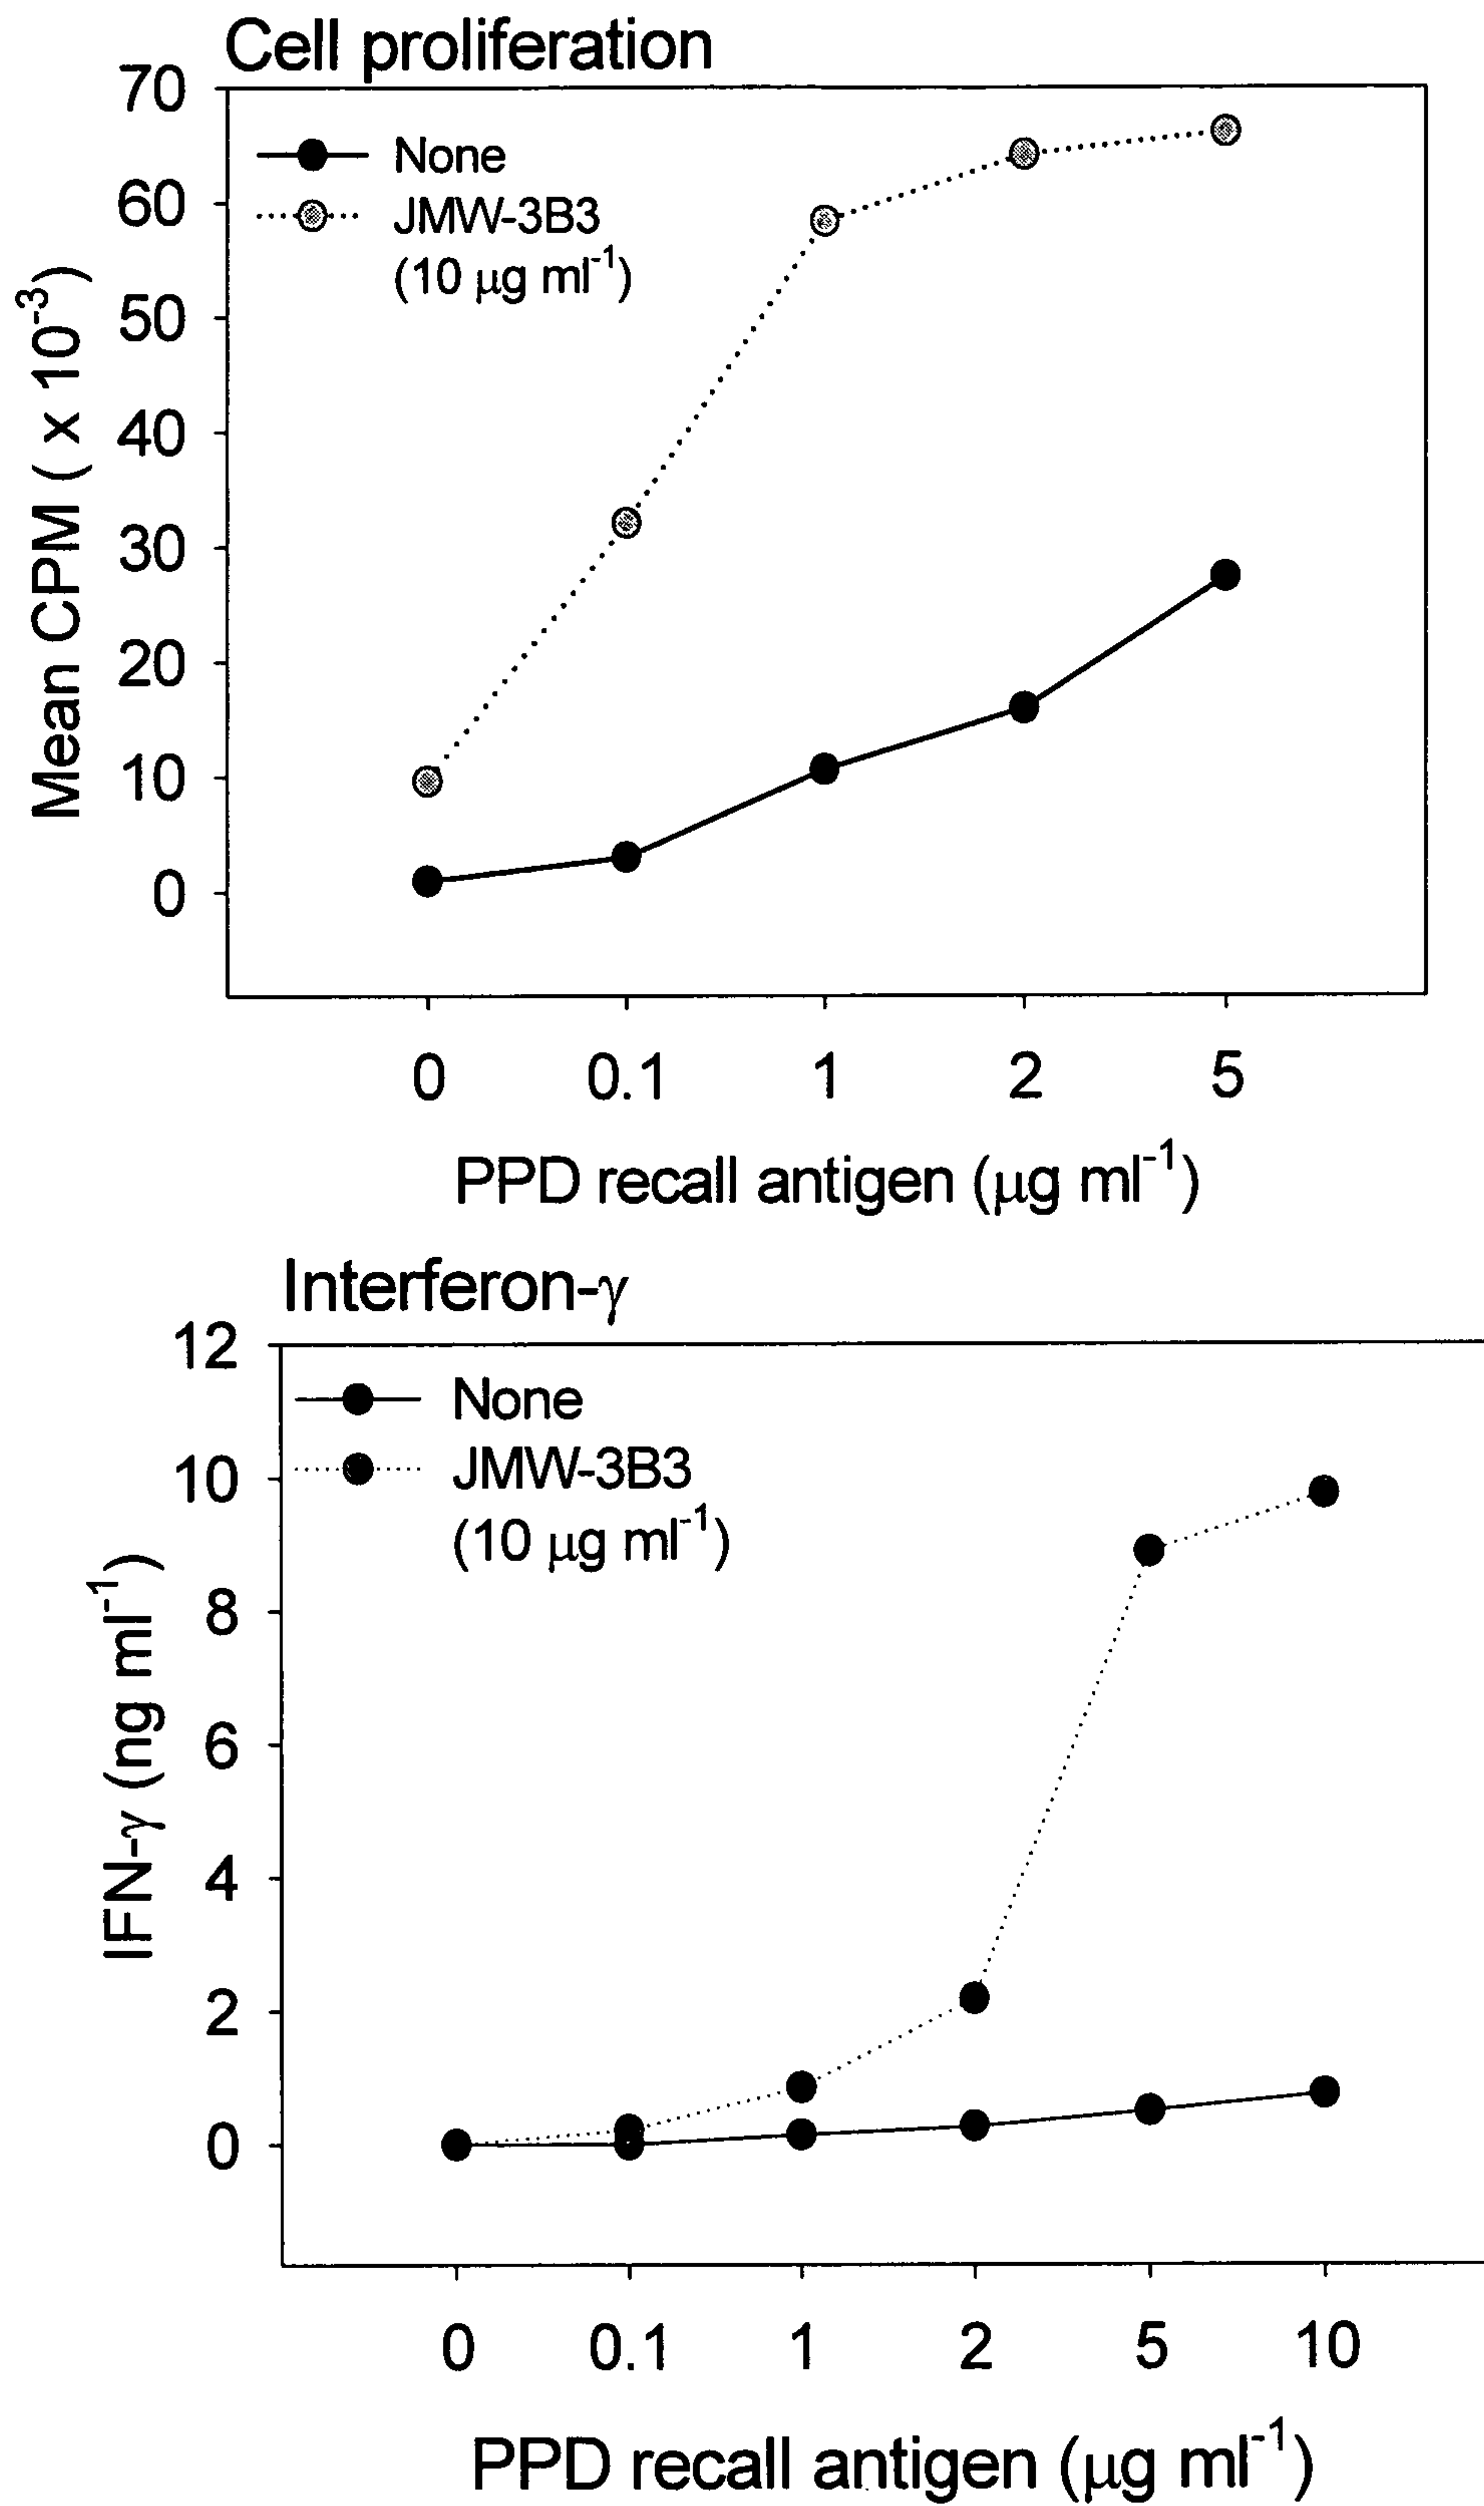 Cell proliferation
70
60
50
40
30
20
10
0
Mean CPM ( x 10⁻³)
None
JMW-3B3
(10 µg ml⁻¹)
0 0.1 1 2 5
PPD recall antigen (µg ml⁻¹)
Interferon-γ
12
10
8
6
4
2
0
IFN-γ (ng ml⁻¹)
None
JMW-3B3
(10 µg ml⁻¹)
0 0.1 1 2 5 10
PPD recall antigen (µg ml⁻¹)